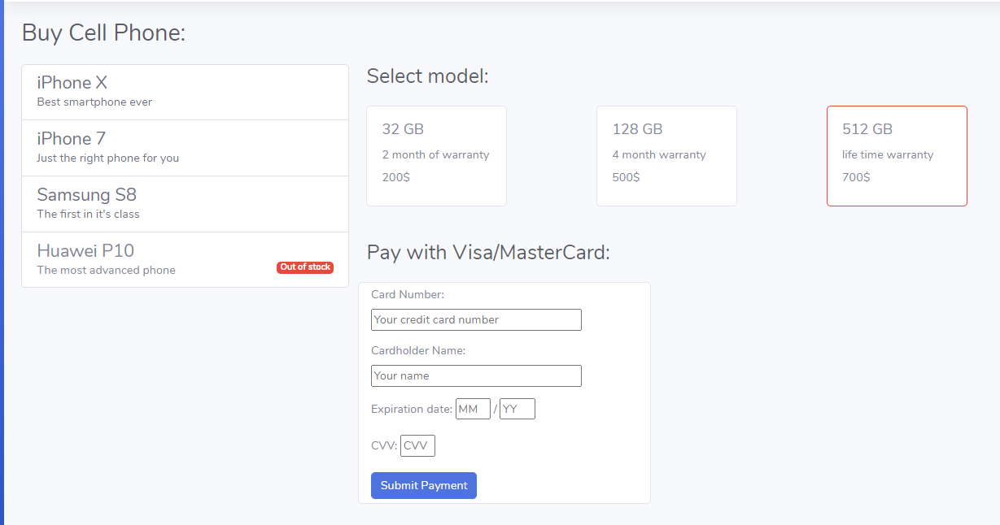 Buy Cell Phone:
iPhone X
Best smartphone ever
iPhone 7
Just the right phone for you
Samsung S8
The first in it's class
Huawei P10
The most advanced phone
Out of stock
Select model:
32 GB
2 month of warranty
200$
128 GB
4 month warranty
500$
512 GB
life time warranty
700$
Pay with Visa/MasterCard:
Card Number:
Your credit card number
Cardholder Name:
Your name
Expiration date: MM / YY
CVV: CVV
Submit Payment